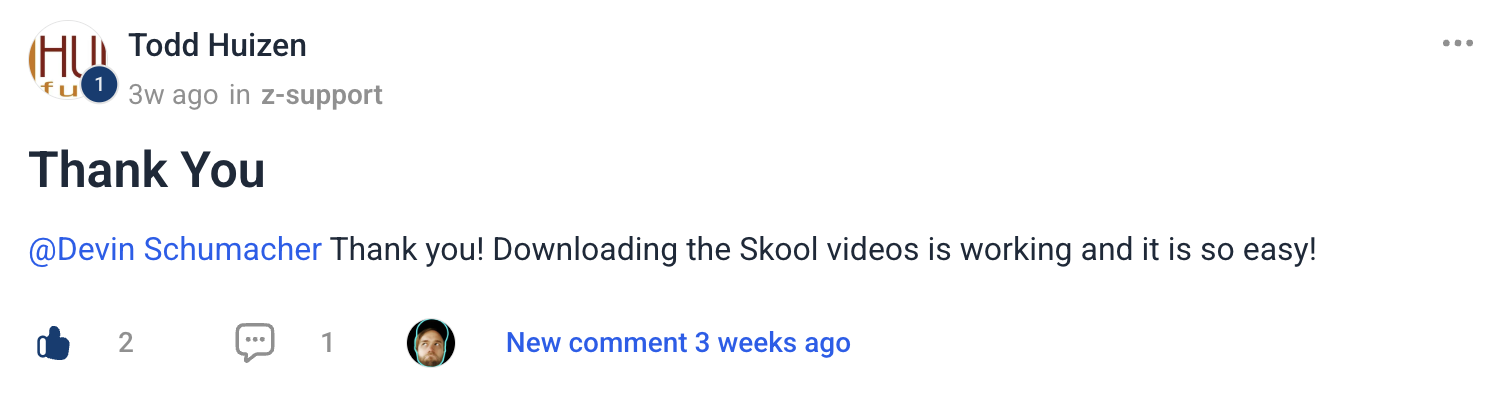 HU
fu
1
Todd Huizen
3w ago in z-support
Thank You
@Devin Schumacher Thank you! Downloading the Skool videos is working and it is so easy!
2
1
New comment 3 weeks ago